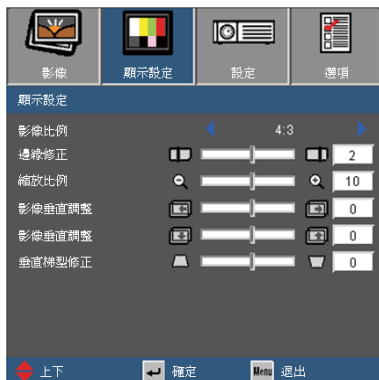 影像 顯示設定 設定 選項
顯示設定
影像比例 4:3
邊緣修正 2
縮放比例 10
影像垂直調整 0
影像垂直調整 0
垂直梯型修正 0
上下 確定 Menu 退出